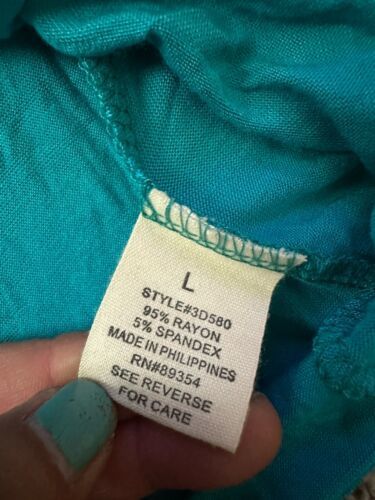 L
STYLE#3D580
95% RAYON
5% SPANDEX
MADE IN PHILIPPINES
RN#89354
SEE REVERSE
FOR CARE